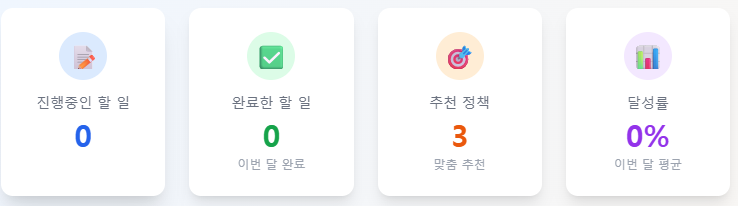 진행중인 할 일
0
완료한 할 일
0
이번 달 완료
추천 정책
3
맞춤 추천
달성률
0%
이번 달 평균